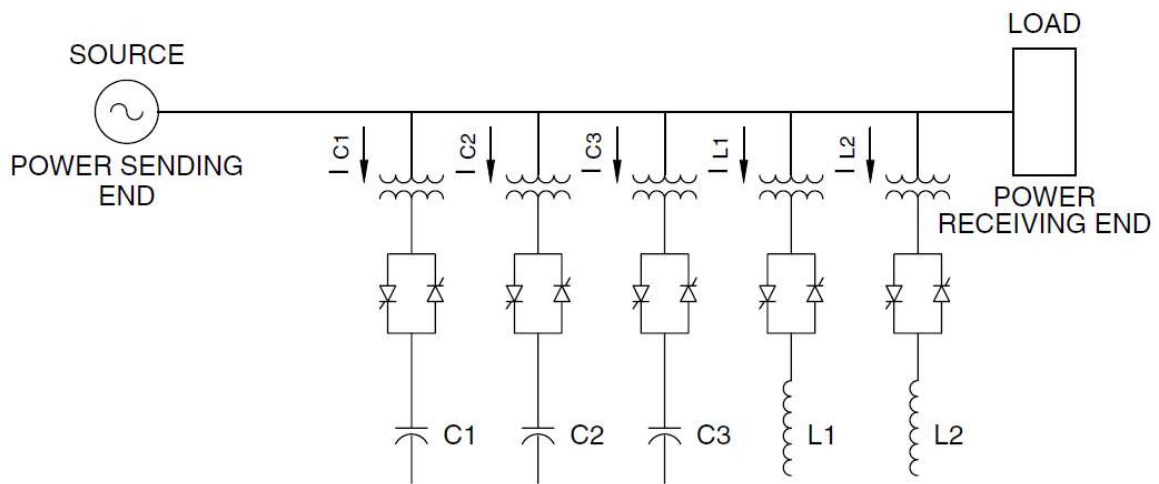 LOAD
SOURCE
POWER SENDING
END
POWER
RECEIVING END
I C1
I C2
I C3
I L1
I L2
C1
C2
C3
L1
L2